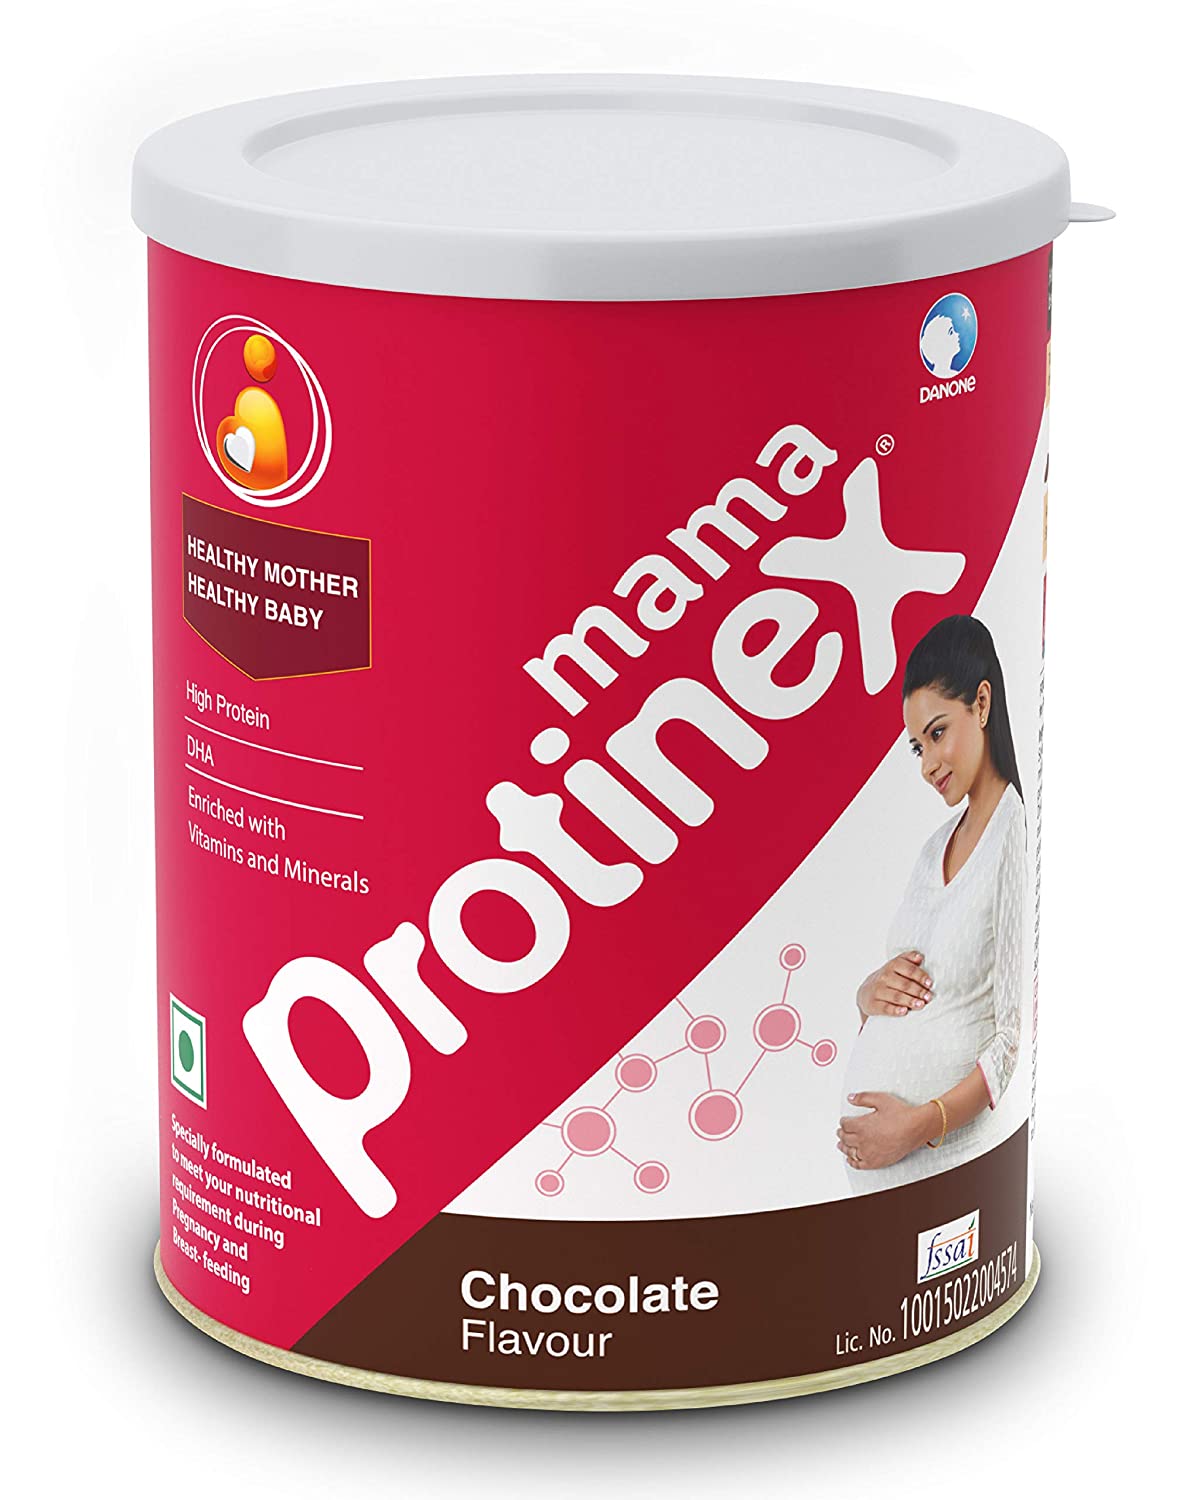 DANONE
HEALTHY MOTHER
HEALTHY BABY
High Protein
DHA
Enriched with
Vitamins and Minerals
mama
protinex®
Specially formulated
to meet your nutritional
requirement during
Pregnancy and
Breast- feeding
Chocolate
Flavour
fssai
Lic. No. 10015022004574